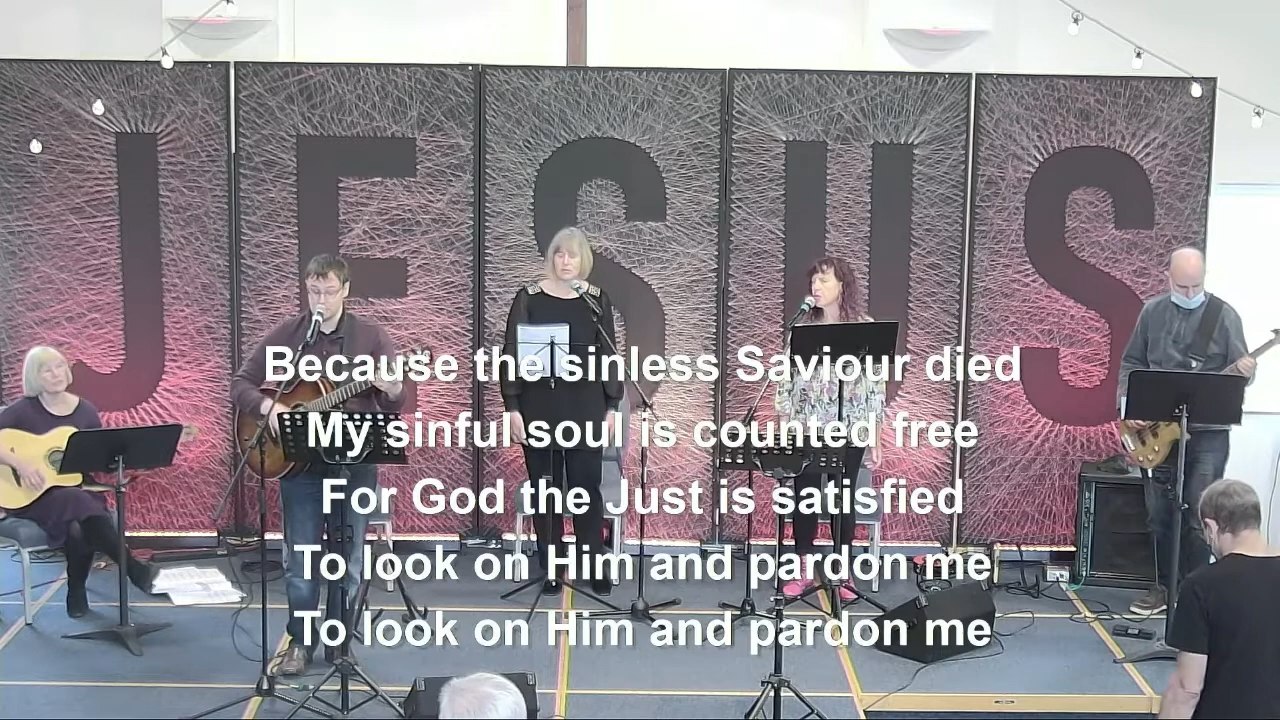 JESUS
Because the sinless Saviour died
My sinful soul is counted free
For God the Just is satisfied
To look on Him and pardon me
To look on Him and pardon me